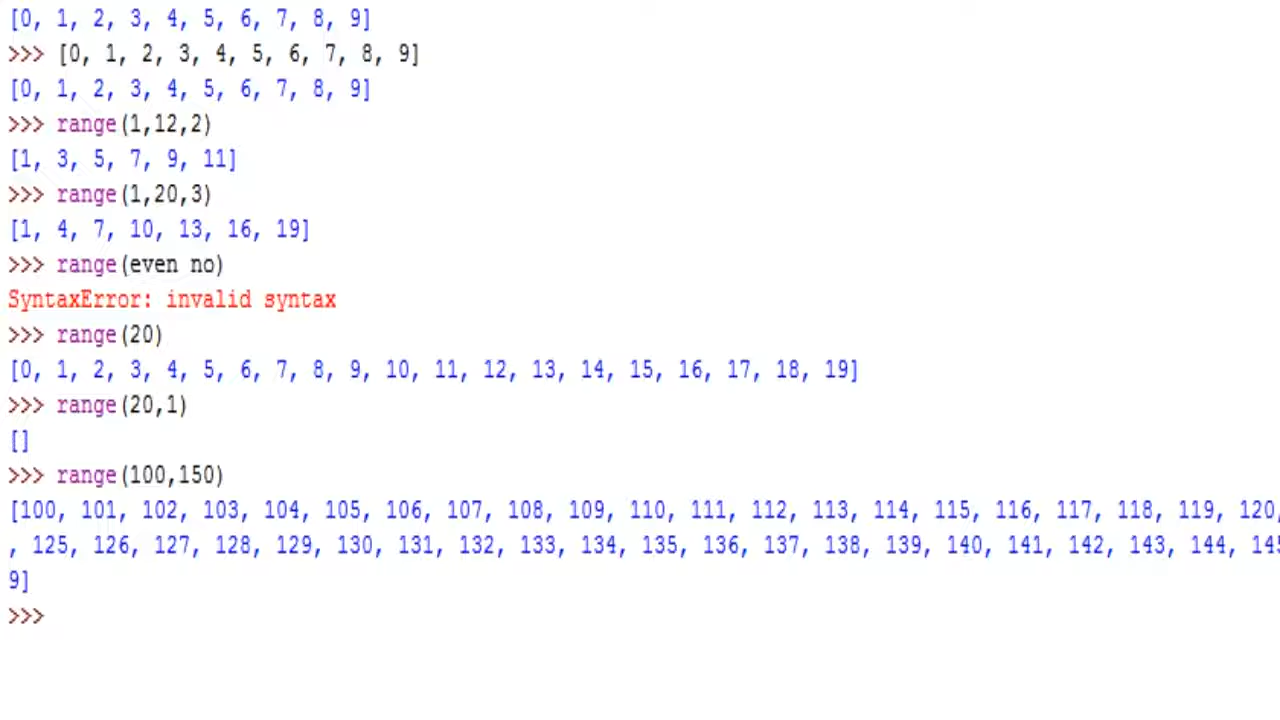 [0, 1, 2, 3, 4, 5, 6, 7, 8, 9]
>>> [0, 1, 2, 3, 4, 5, 6, 7, 8, 9]
[0, 1, 2, 3, 4, 5, 6, 7, 8, 9]
>>> range(1,12,2)
[1, 3, 5, 7, 9, 11]
>>> range(1,20,3)
[1, 4, 7, 10, 13, 16, 19]
>>> range(even no)
SyntaxError: invalid syntax
>>> range(20)
[0, 1, 2, 3, 4, 5, 6, 7, 8, 9, 10, 11, 12, 13, 14, 15, 16, 17, 18, 19]
>>> range(20,1)
[]
>>> range(100,150)
[100, 101, 102, 103, 104, 105, 106, 107, 108, 109, 110, 111, 112, 113, 114, 115, 116, 117, 118, 119, 120,
, 125, 126, 127, 128, 129, 130, 131, 132, 133, 134, 135, 136, 137, 138, 139, 140, 141, 142, 143, 144, 145
9]
>>>